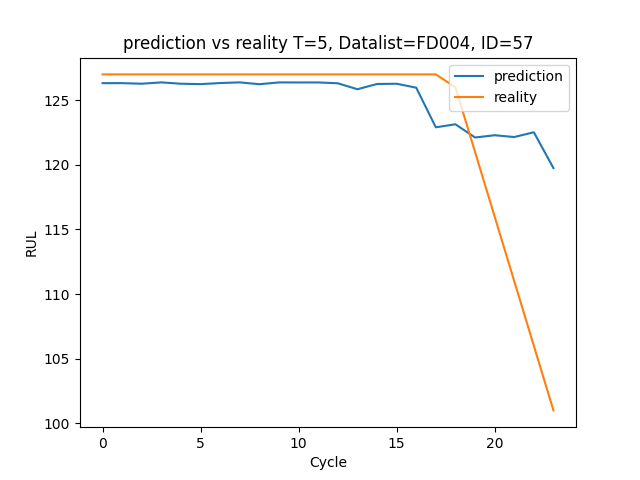 prediction vs reality T=5, Datalist=FD004, ID=57
prediction
reality
RUL
125
120
115
110
105
100
0 5 10 15 20
Cycle